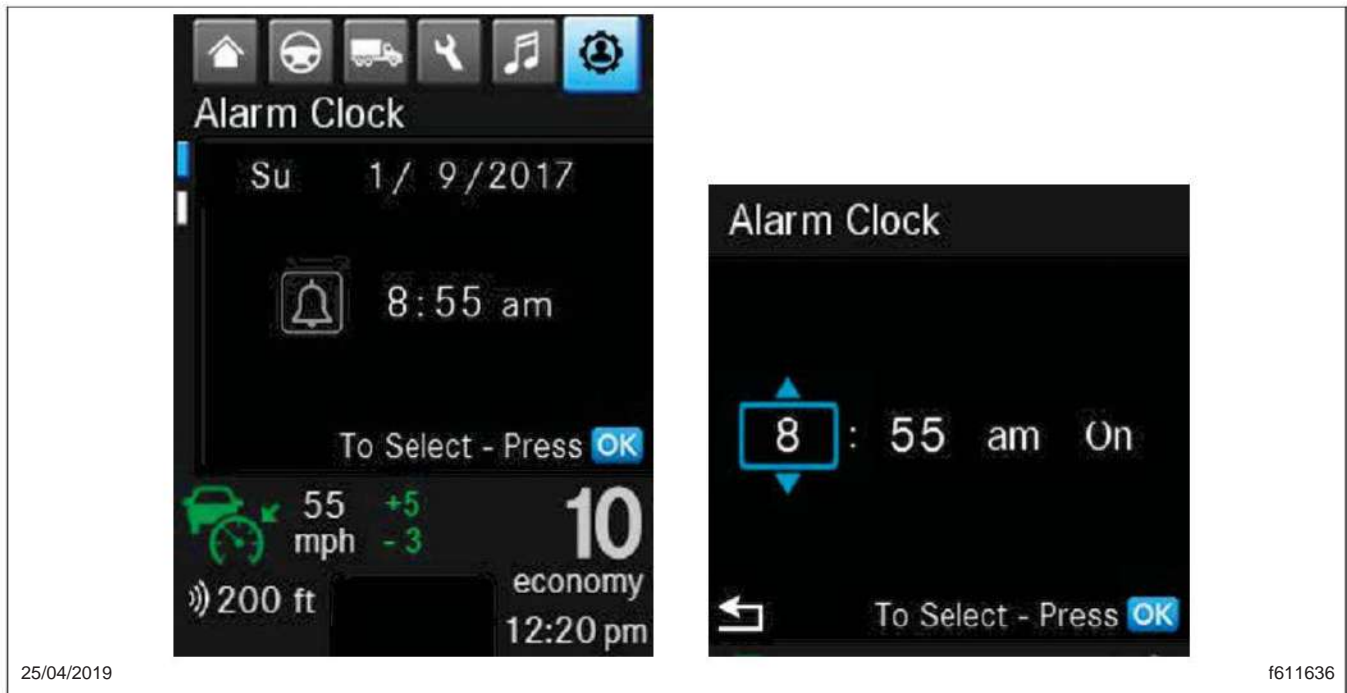 Alarm Clock
Su 1/ 9/2017
8:55 am
To Select - Press OK
55 +5
mph - 3
10
economy
200 ft
12:20 pm
Alarm Clock
8 : 55 am On
To Select - Press OK
25/04/2019
f611636